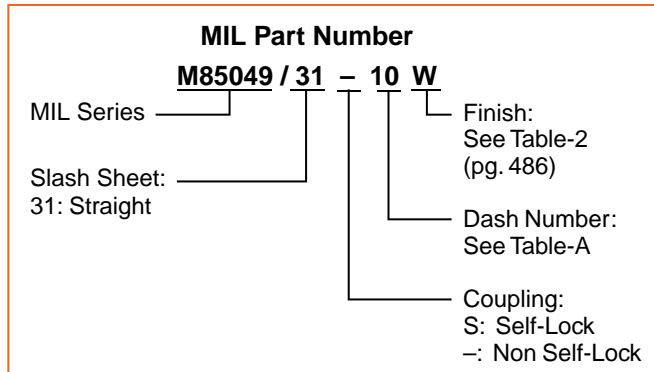 MIL Part Number
M85049 / 31 – 10 W
MIL Series
Finish:
See Table-2
(pg. 486)
Slash Sheet:
31: Straight
Dash Number:
See Table-A
Coupling:
S: Self-Lock
–: Non Self-Lock